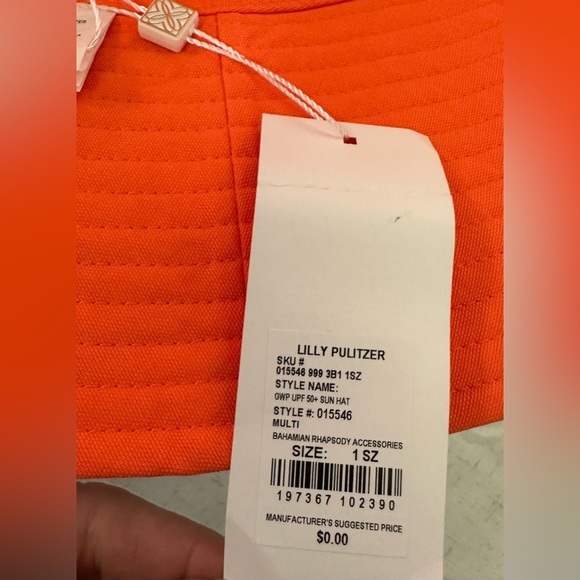 LILLY PULITZER
SKU #
015546 999 3B1 1SZ
STYLE NAME:
GWP UPF 50+ SUN HAT
STYLE #: 015546
MULTI
BAHAMIAN RHAPSODY ACCESSORIES
SIZE: 1 SZ
197367 102390
MANUFACTURER'S SUGGESTED PRICE
$0.00